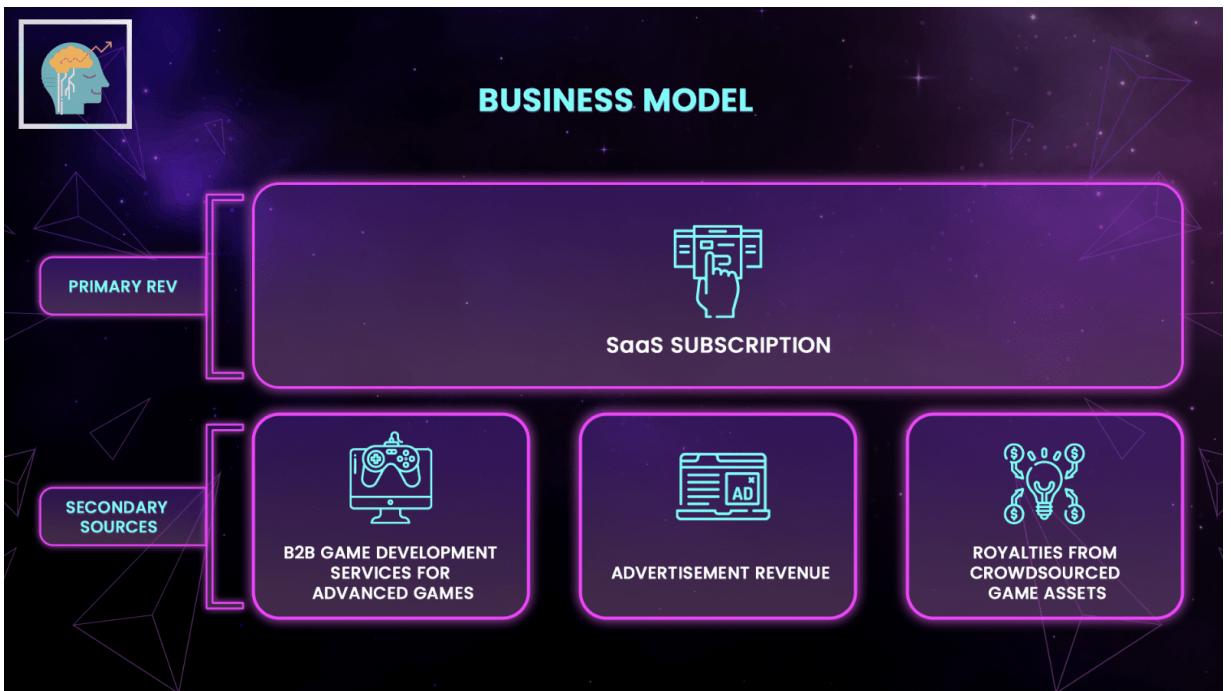 BUSINESS MODEL
PRIMARY REV
SaaS SUBSCRIPTION
SECONDARY
SOURCES
B2B GAME DEVELOPMENT
SERVICES FOR
ADVANCED GAMES
AD
ADVERTISEMENT REVENUE
$ $
$ $
ROYALTIES FROM
CROWDSOURCED
GAME ASSETS